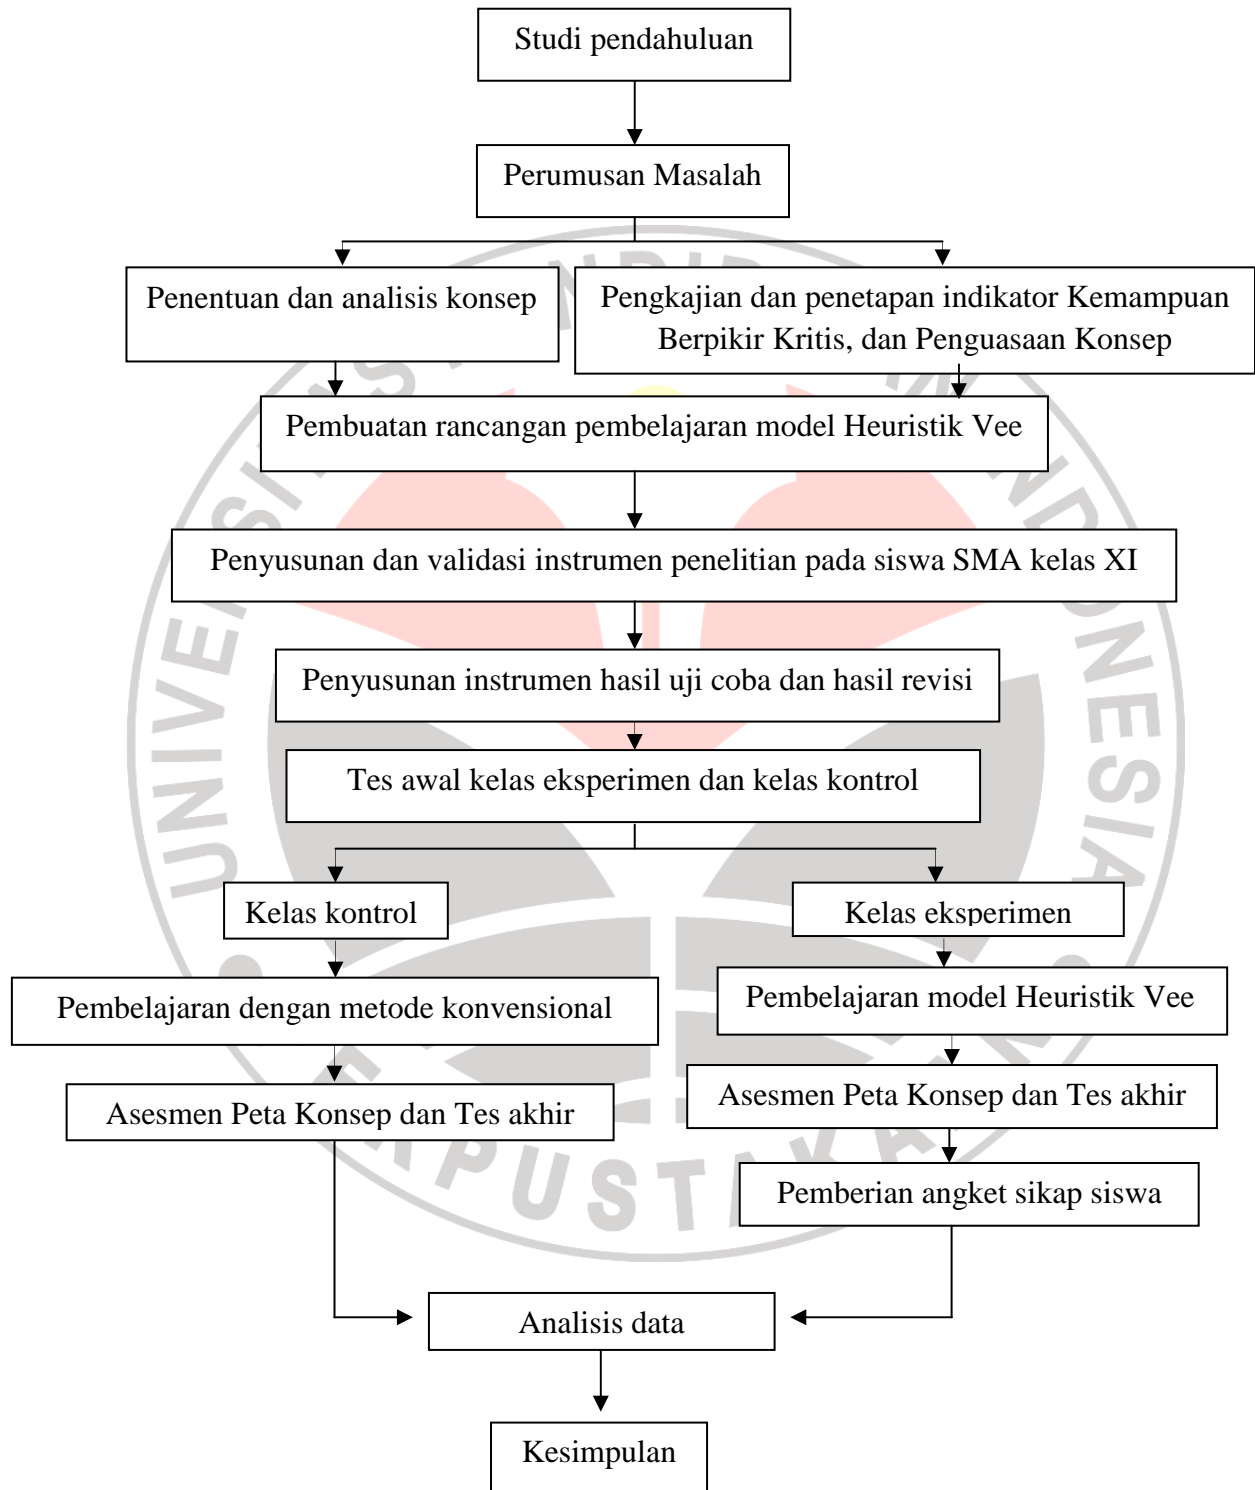 Studi pendahuluan
Perumusan Masalah
Penentuan dan analisis konsep
Pengkajian dan penetapan indikator Kemampuan
Berpikir Kritis, dan Penguasaan Konsep
Pembuatan rancangan pembelajaran model Heuristik Vee
Penyusunan dan validasi instrumen penelitian pada siswa SMA kelas XI
Penyusunan instrumen hasil uji coba dan hasil revisi
Tes awal kelas eksperimen dan kelas kontrol
Kelas kontrol
Kelas eksperimen
Pembelajaran dengan metode konvensional
Pembelajaran model Heuristik Vee
Asesmen Peta Konsep dan Tes akhir
Asesmen Peta Konsep dan Tes akhir
Pemberian angket sikap siswa
Analisis data
Kesimpulan